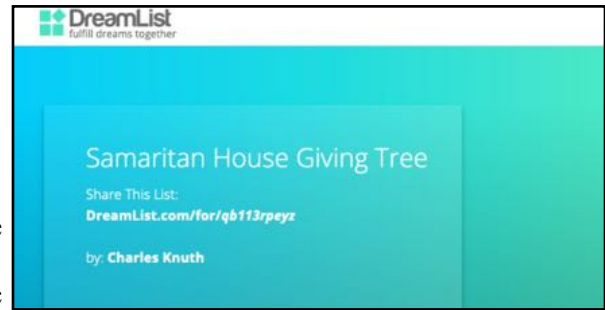 DreamList
fulfill dreams together
Samaritan House Giving Tree
Share This List:
DreamList.com/for/qb113rpeyz
by: Charles Knuth